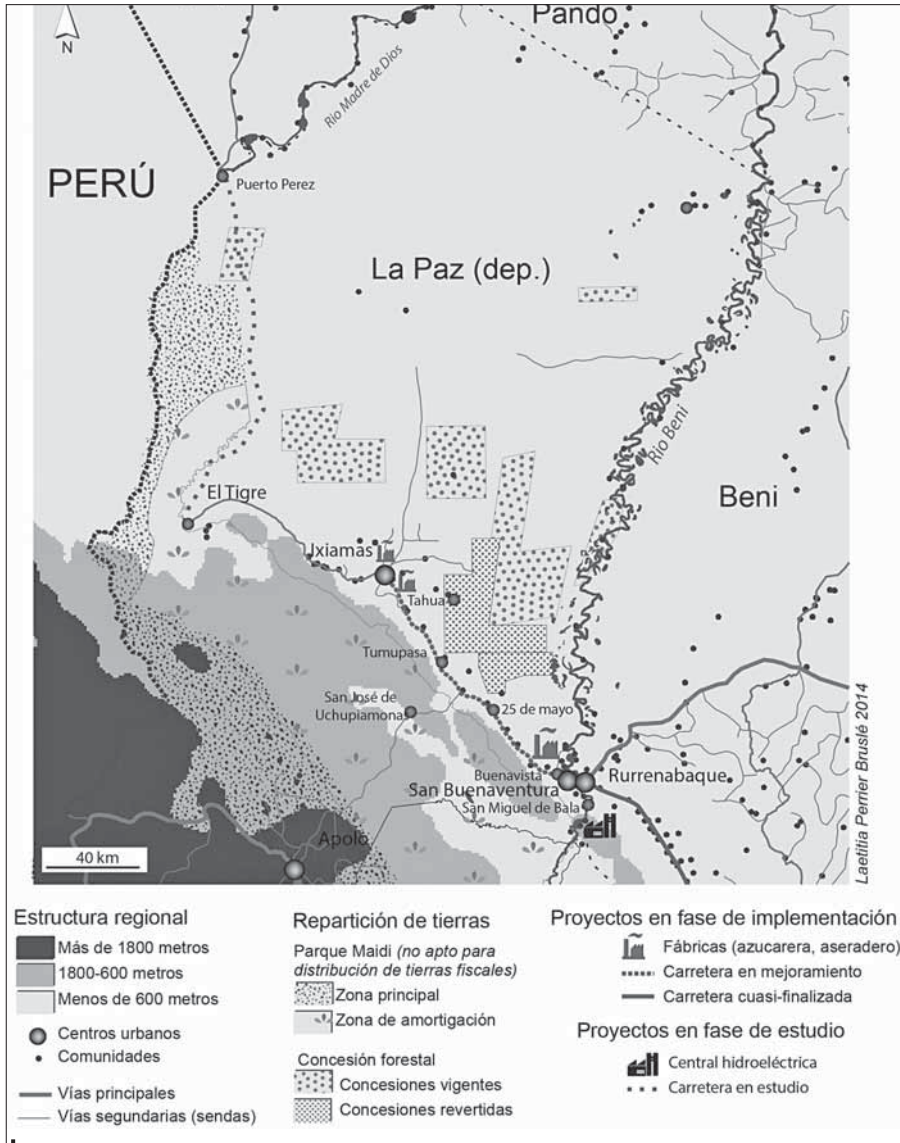 Pando
N
Río Madre de Dios
PERÚ
Puerto Perez
La Paz (dep.)
Río Beni
El Tigre
Beni
Ixiamas
Tahua
Tumupasa
San José de
Uchupiamonas
25 de mayo
Buenavista
Rurrenabaque
San Buenaventura
San Miguel de Bala
Apolo
40 km
Laetitia Perrier Bruslé 2014
Estructura regional
Más de 1800 metros
1800-600 metros
Menos de 600 metros
Centros urbanos
Comunidades
Vías principales
Vías segundarias (sendas)
Repartición de tierras
Parque Maidi (no apto para
distribución de tierras fiscales)
Zona principal
Zona de amortigación
Concesión forestal
Concesiones vigentes
Concesiones revertidas
Proyectos en fase de implementación
Fábricas (azucarera, aseradero)
Carretera en mejoramiento
Carretera cuasi-finalizada
Proyectos en fase de estudio
Central hidroeléctrica
Carretera en estudio